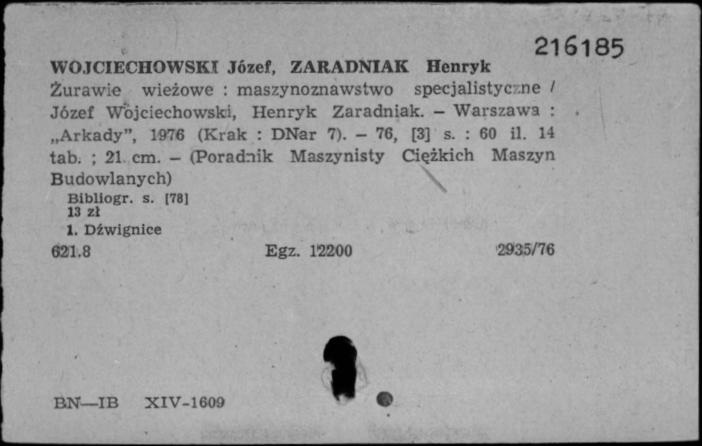 216185
WOJCIECHOWSKI Józef, ZARADNIAK Henryk
Żurawie wieżowe : maszynoznawstwo specjalistyczne /
Józef Wojciechowski, Henryk Zaradniak. — Warszawa :
„Arkady”, 1976 (Krak : DNar 7). — 76, [3] s. : 60 il. 14
tab. ; 21 cm. — (Poradnik Maszynisty Ciężkich Maszyn
Budowlanych)
Bibliogr. s. [78]
13 zł
1. Dźwignice
621.8 Egz. 12200 2935/76
BN—IB XIV-1609